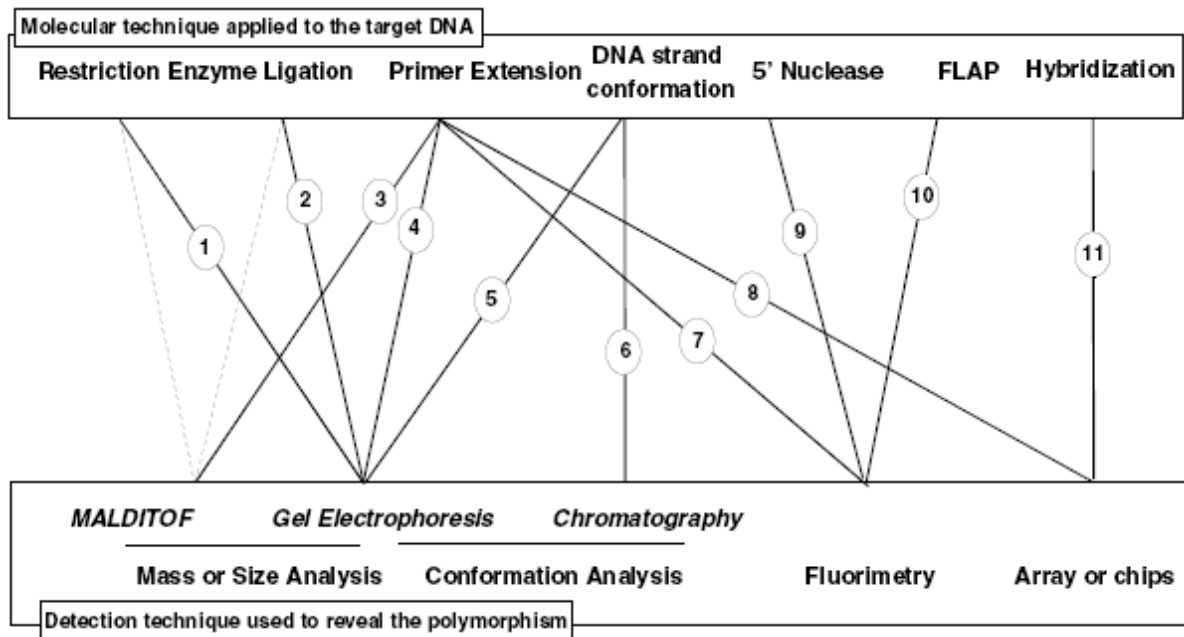 Molecular technique applied to the target DNA
Restriction Enzyme Ligation Primer Extension DNA strand conformation 5' Nuclease FLAP Hybridization
1
2
3
4
5
6
7
8
9
10
11
MALDITOF Gel Electrophoresis Chromatography
Mass or Size Analysis Conformation Analysis Fluorimetry Array or chips
Detection technique used to reveal the polymorphism